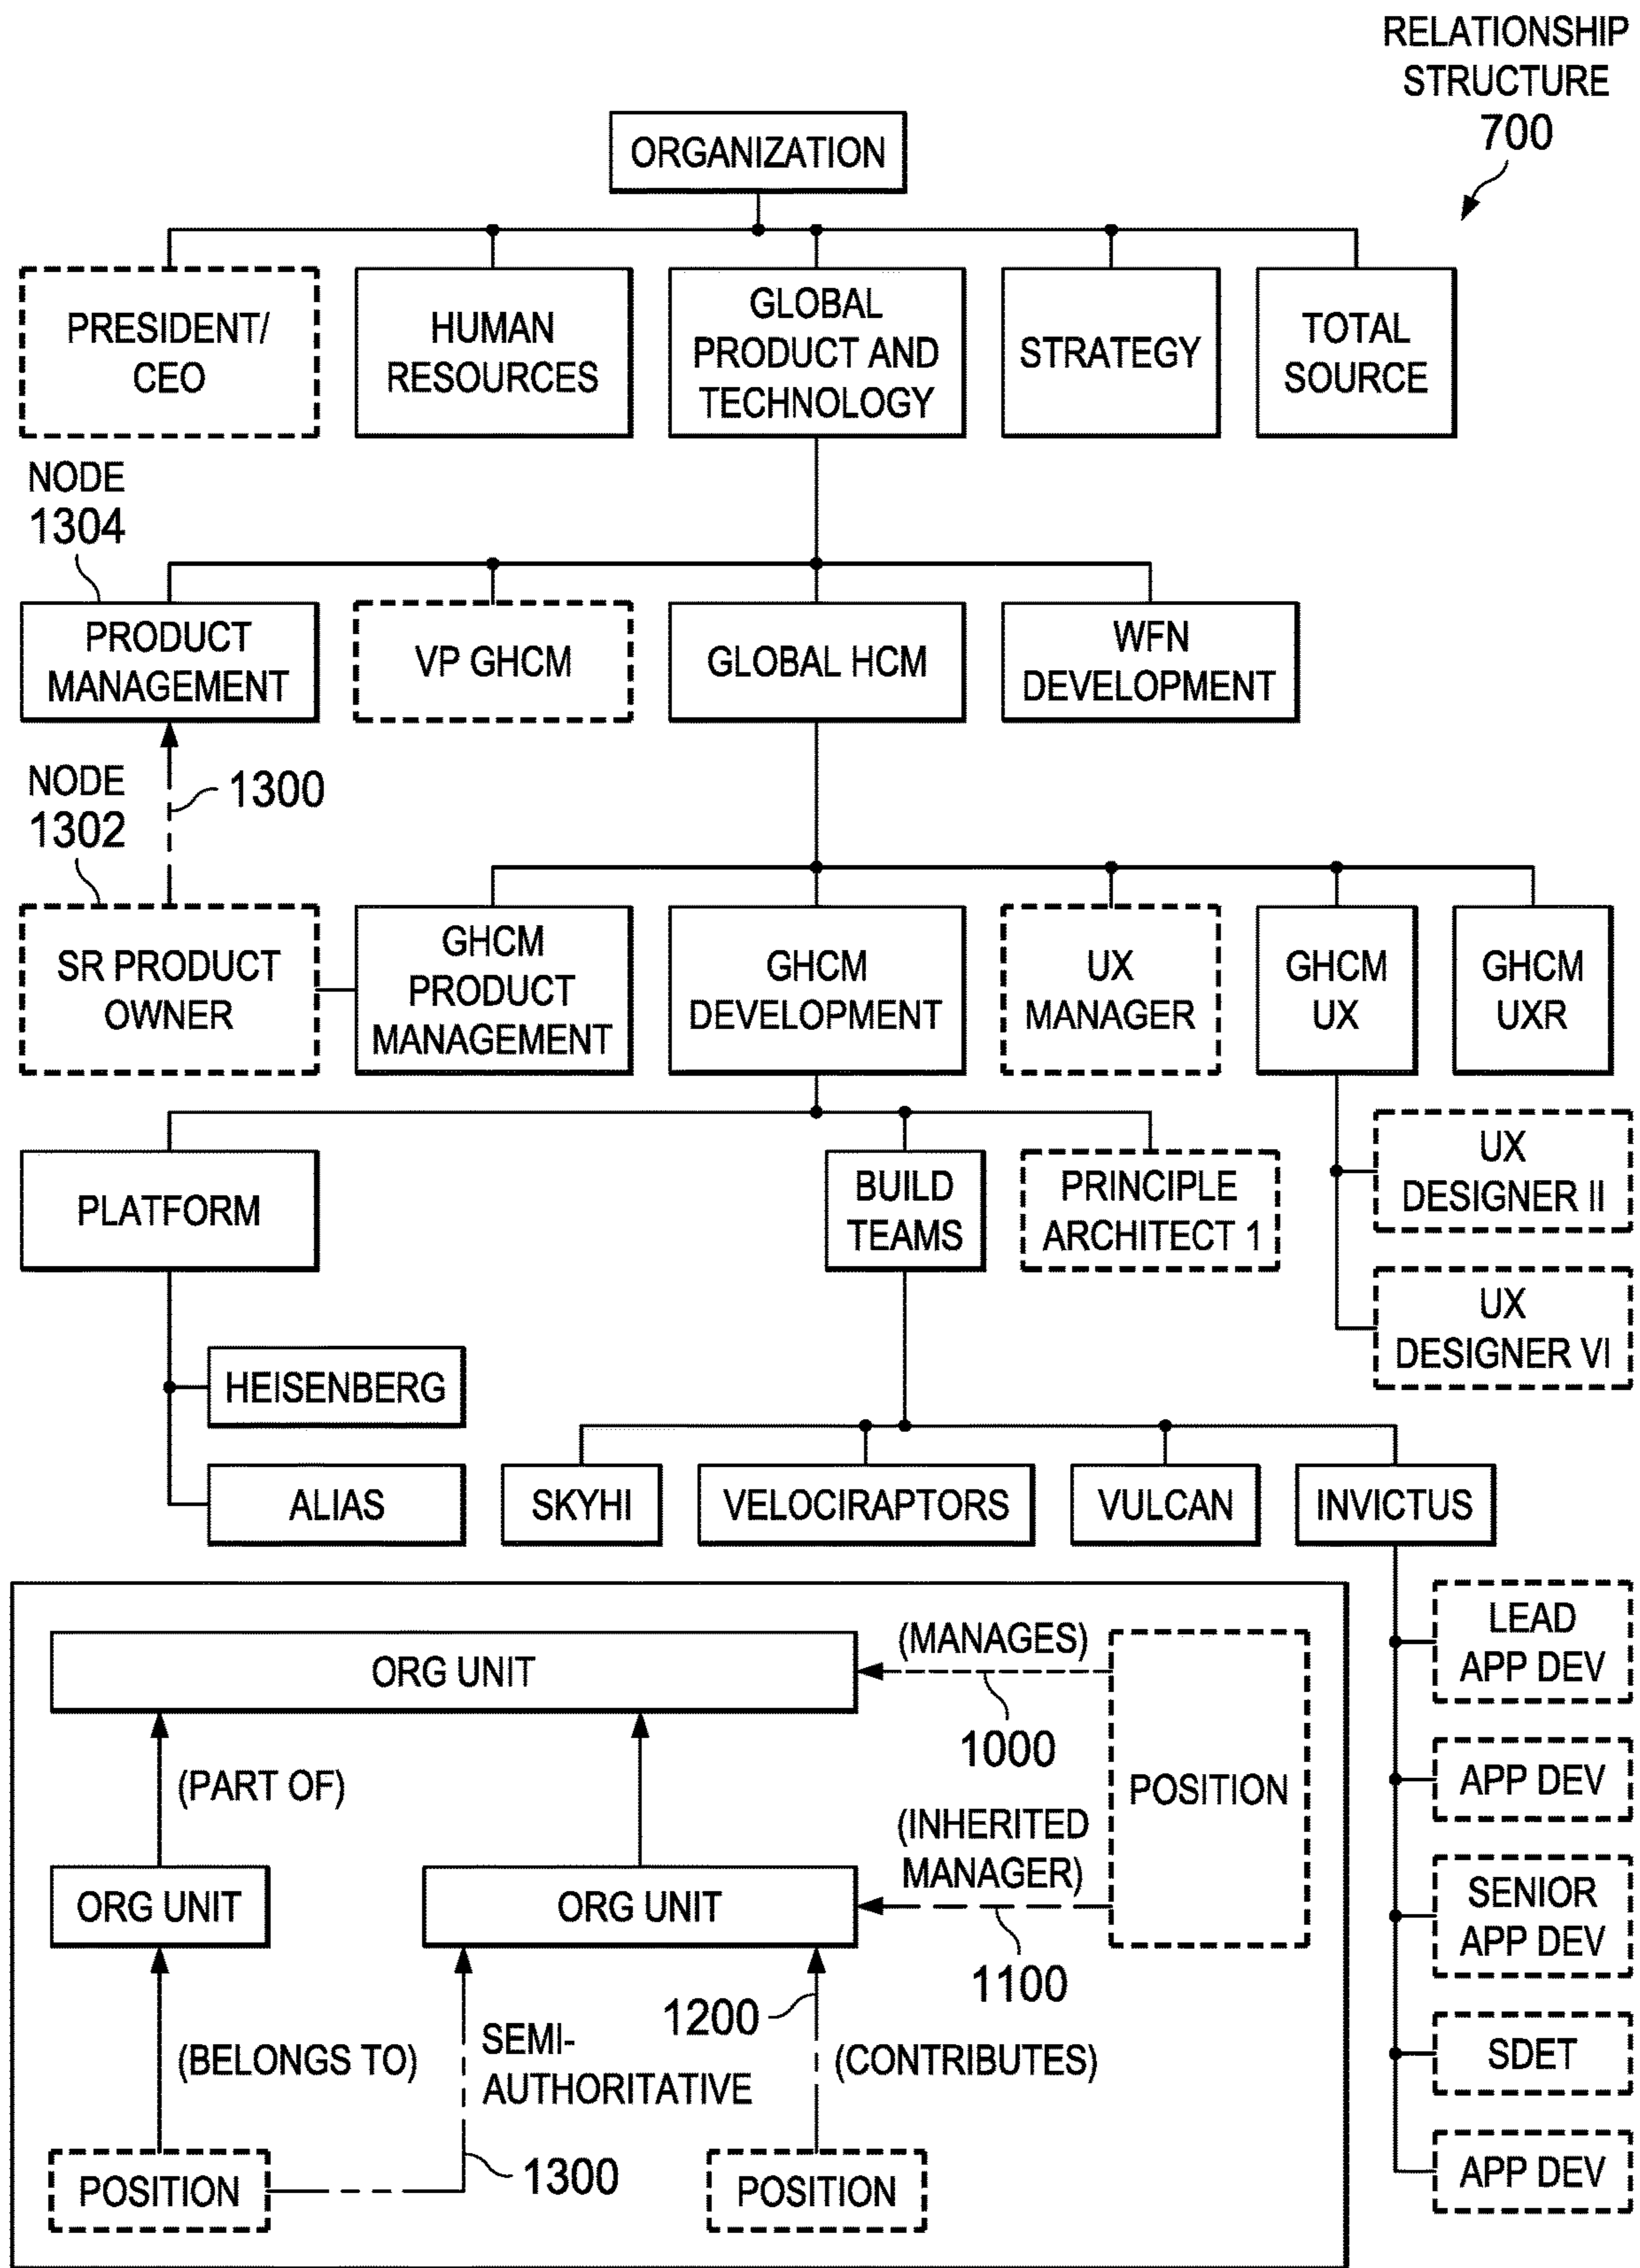 RELATIONSHIP
STRUCTURE
700
ORGANIZATION
PRESIDENT/
CEO
HUMAN
RESOURCES
GLOBAL
PRODUCT AND
TECHNOLOGY
STRATEGY
TOTAL
SOURCE
NODE
1304
PRODUCT
MANAGEMENT
VP GHCM
GLOBAL HCM
WFN
DEVELOPMENT
NODE
1302
1300
SR PRODUCT
OWNER
GHCM
PRODUCT
MANAGEMENT
GHCM
DEVELOPMENT
UX
MANAGER
GHCM
UX
GHCM
UXR
PLATFORM
BUILD
TEAMS
PRINCIPLE
ARCHITECT 1
UX
DESIGNER II
UX
DESIGNER VI
HEISENBERG
ALIAS
SKYHI
VELOCIRAPTORS
VULCAN
INVICTUS
LEAD
APP DEV
APP DEV
SENIOR
APP DEV
SDET
APP DEV
ORG UNIT
(MANAGES)
1000
POSITION
(PART OF)
(INHERITED
MANAGER)
1100
ORG UNIT
ORG UNIT
1200
(BELONGS TO)
SEMI-
AUTHORITATIVE
(CONTRIBUTES)
POSITION
1300
POSITION